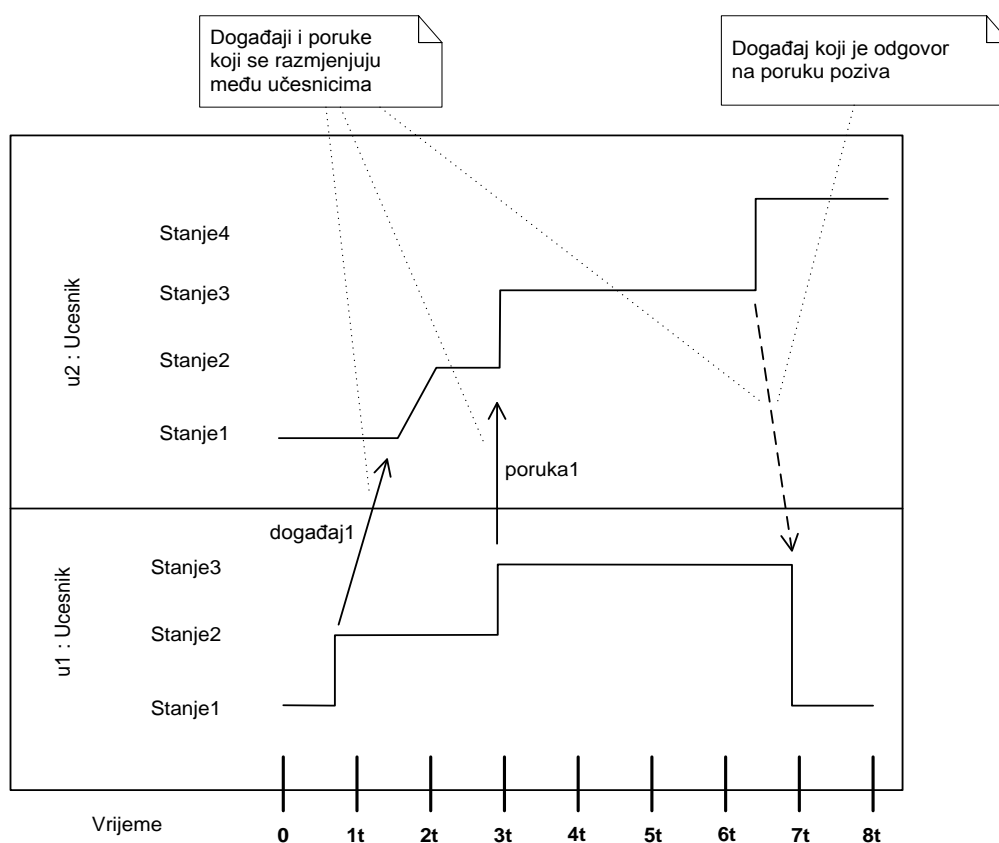 Događaji i poruke
koji se razmjenjuju
među učesnicima
Događaj koji je odgovor
na poruku poziva
u2 : Ucesnik
Stanje4
Stanje3
Stanje2
Stanje1
poruka1
događaj1
u1 : Ucesnik
Stanje3
Stanje2
Stanje1
Vrijeme
0 1t 2t 3t 4t 5t 6t 7t 8t